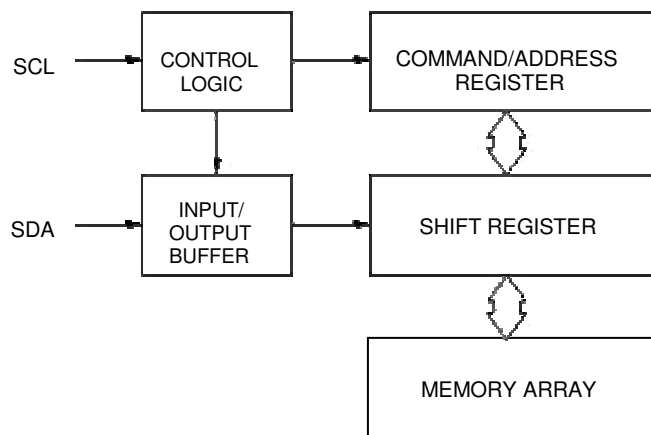 SCL
CONTROL
LOGIC
COMMAND/ADDRESS
REGISTER
SDA
INPUT/
OUTPUT
BUFFER
SHIFT REGISTER
MEMORY ARRAY